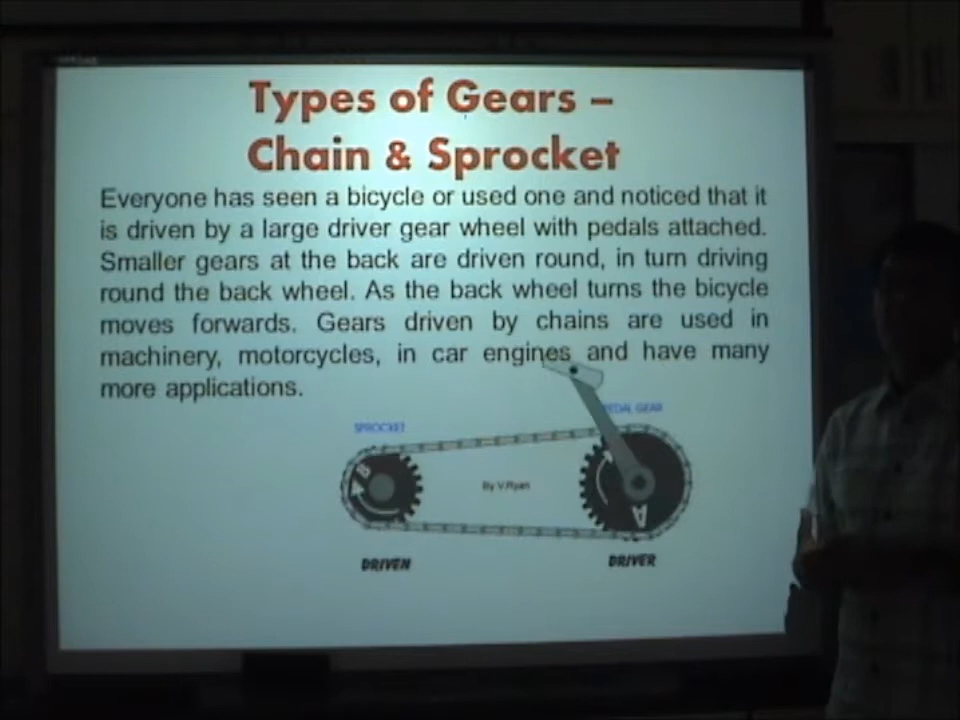 Types of Gears –
Chain & Sprocket
Everyone has seen a bicycle or used one and noticed that it
is driven by a large driver gear wheel with pedals attached.
Smaller gears at the back are driven round, in turn driving
round the back wheel. As the back wheel turns the bicycle
moves forwards. Gears driven by chains are used in
machinery, motorcycles, in car engines and have many
more applications.
PEDAL GEAR
SPROCKET
B
By V.Ryan
A
DRIVEN
DRIVER